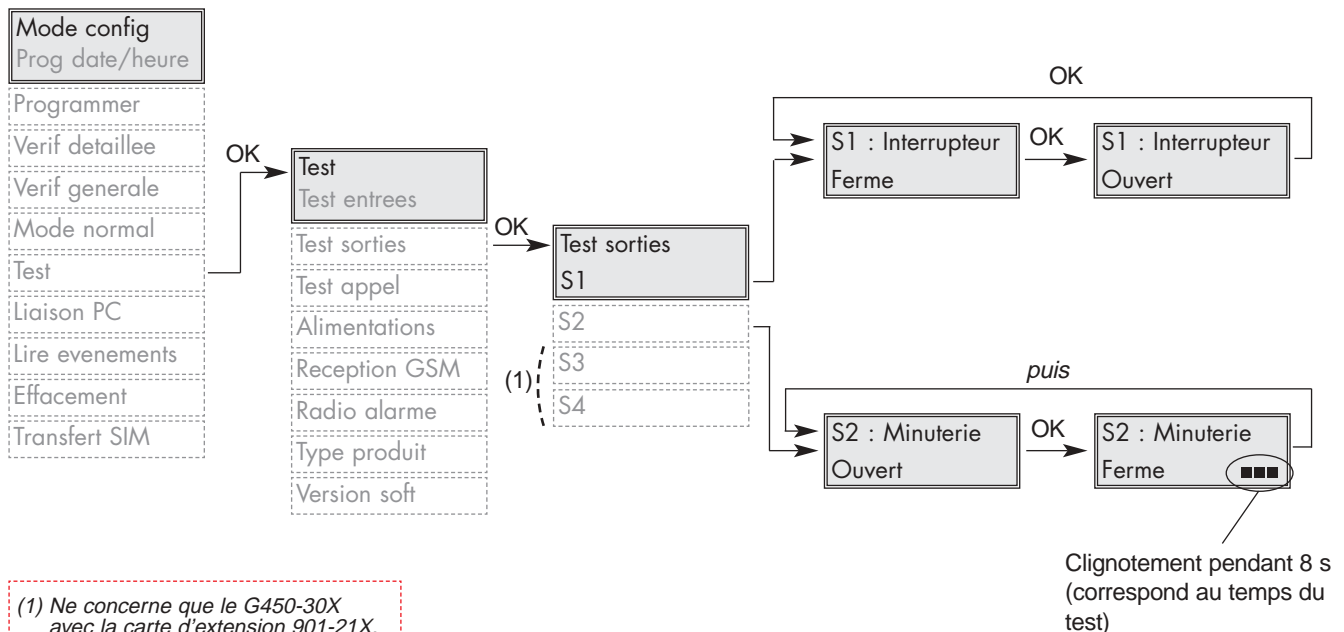 Mode config
Prog date/heure
Programmer
Verif detaillee
Verif generale
Mode normal
Test
Liaison PC
Lire evenements
Effacement
Transfert SIM
OK
Test
Test entrees
Test sorties
Test appel
Alimentations
Reception GSM
Radio alarme
Type produit
Version soft
OK
Test sorties
S1
S2
S3
S4
(1)
OK
S1 : Interrupteur
Ferme
OK
S1 : Interrupteur
Ouvert
puis
S2 : Minuterie
Ouvert
OK
S2 : Minuterie
Ferme
Clignotement pendant 8 s
(correspond au temps du
test)
(1) Ne concerne que le G450-30X
avec la carte d'extension 901-21X.